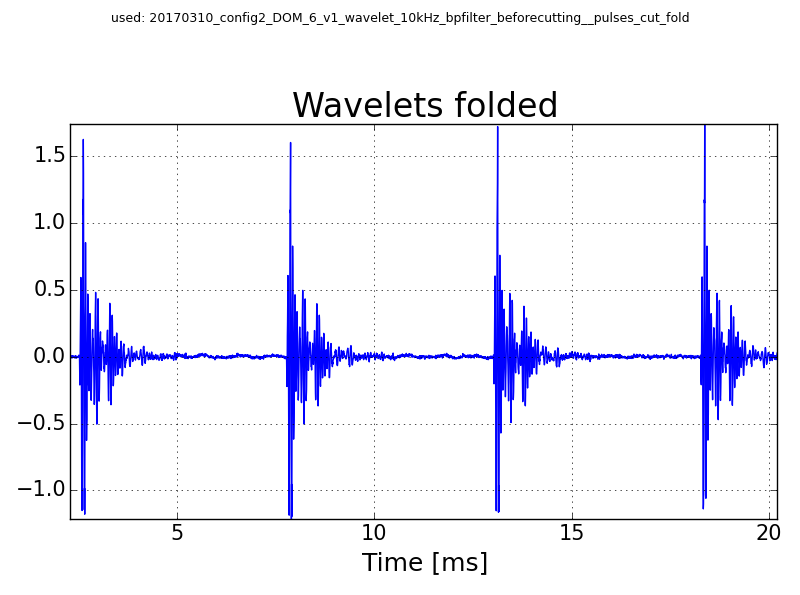 used: 20170310_config2_DOM_6_v1_wavelet_10kHz_bpfilter_beforecutting__pulses_cut_fold
Wavelets folded
1.5
1.0
0.5
0.0
−0.5
−1.0
5 10 15 20
Time [ms]